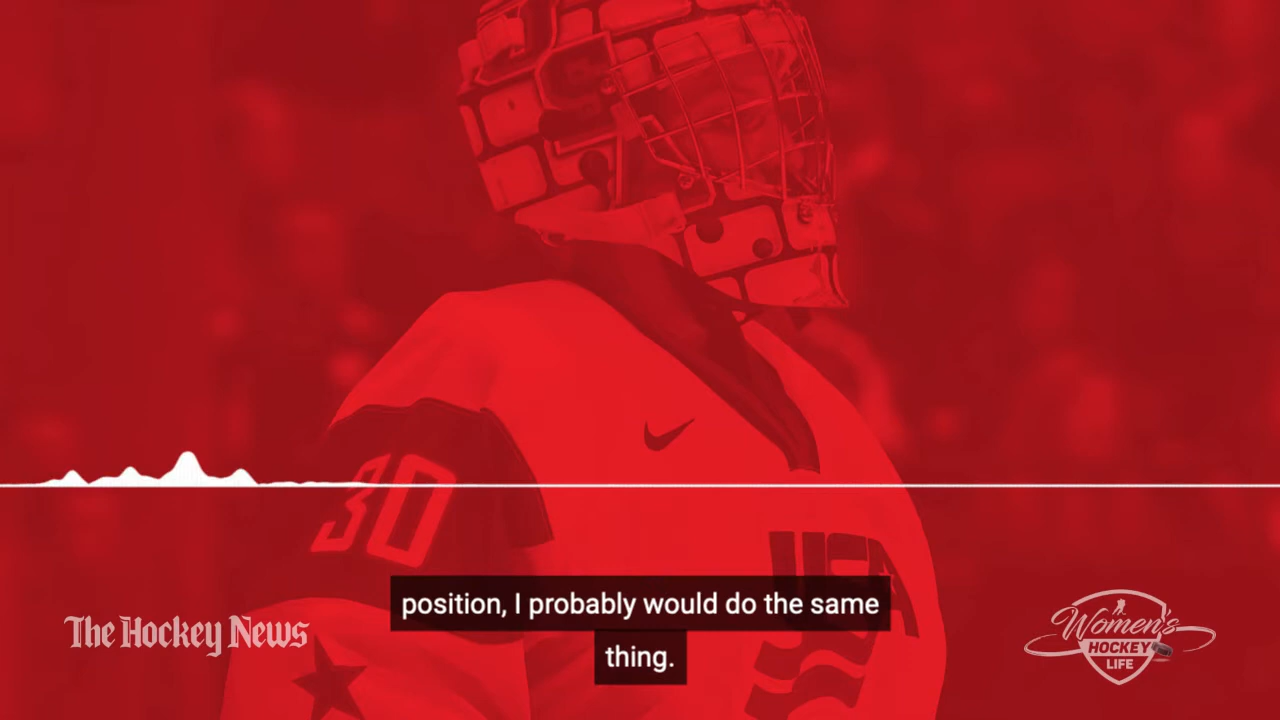 30
USA
position, I probably would do the same
thing.
The Hockey News
Women's
HOCKEY
LIFE